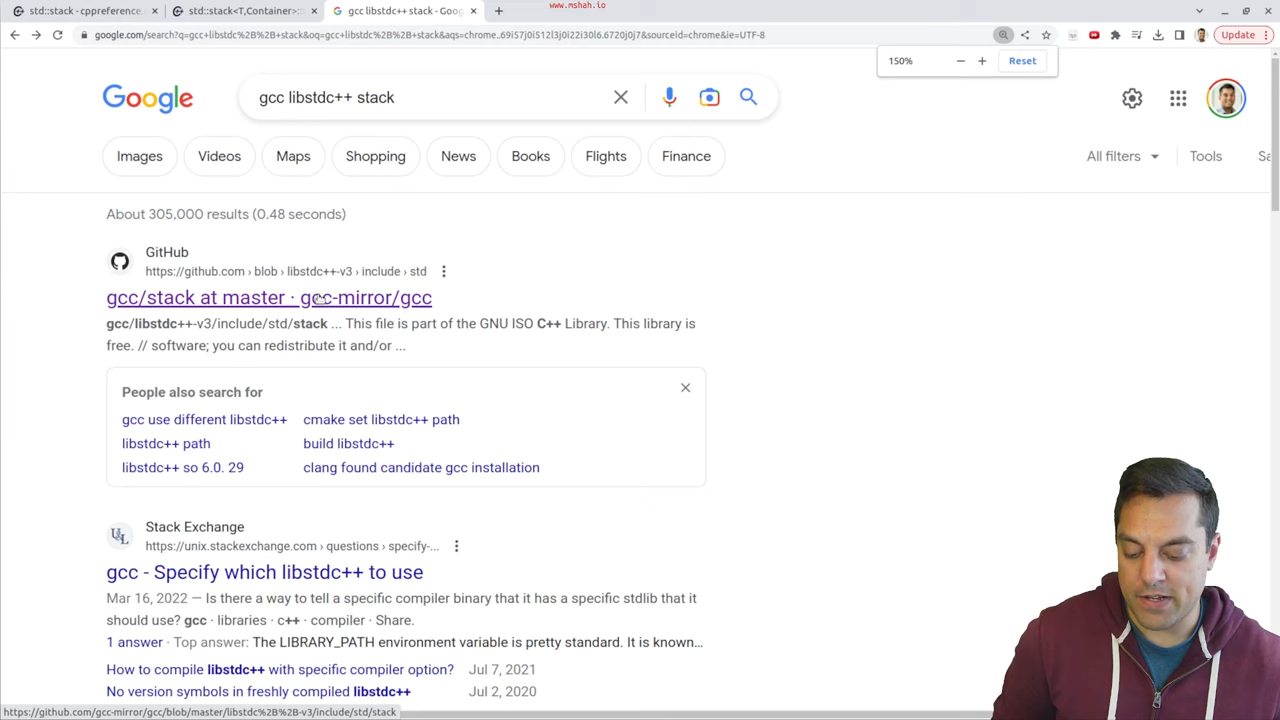 www.mshah.io
std::stack - cppreference.c
std::stack<T,Container>::
gcc libstdc++ stack - Goo
google.com/search?q=gcc+libstdc%2B%2B+stack&oq=gcc+libstdc%2B%2B+stack&aqs=chrome..69i57j0i512l3j0i22i30l6.6720j0j7&sourceid=chrome&ie=UTF-8
Update
150%
Reset
Google
gcc libstdc++ stack
Images
Videos
Maps
Shopping
News
Books
Flights
Finance
All filters
Tools
Sa
About 305,000 results (0.48 seconds)
GitHub
https://github.com › blob › libstdc++-v3 › include › std
gcc/stack at master · gcc-mirror/gcc
gcc/libstdc++-v3/include/std/stack ... This file is part of the GNU ISO C++ Library. This library is
free. // software; you can redistribute it and/or ...
People also search for
gcc use different libstdc++
cmake set libstdc++ path
libstdc++ path
build libstdc++
libstdc++ so 6.0. 29
clang found candidate gcc installation
Stack Exchange
https://unix.stackexchange.com › questions › specify-...
gcc - Specify which libstdc++ to use
Mar 16, 2022 — Is there a way to tell a specific compiler binary that it has a specific stdlib that it
should use? gcc · libraries · c++ · compiler · Share.
1 answer · Top answer: The LIBRARY_PATH environment variable is pretty standard. It is known...
How to compile libstdc++ with specific compiler option? Jul 7, 2021
No version symbols in freshly compiled libstdc++ Jul 2, 2020
https://github.com/gcc-mirror/gcc/blob/master/libstdc%2B%2B-v3/include/std/stack